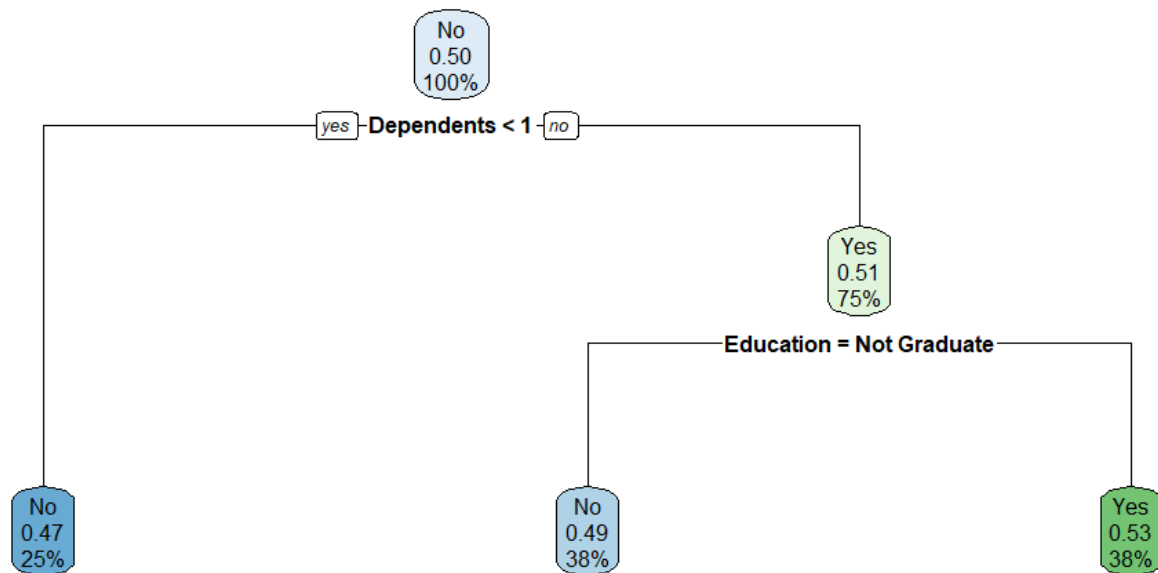 No
0.50
100%
yes Dependents < 1 no
Yes
0.51
75%
Education = Not Graduate
No
0.47
25%
No
0.49
38%
Yes
0.53
38%